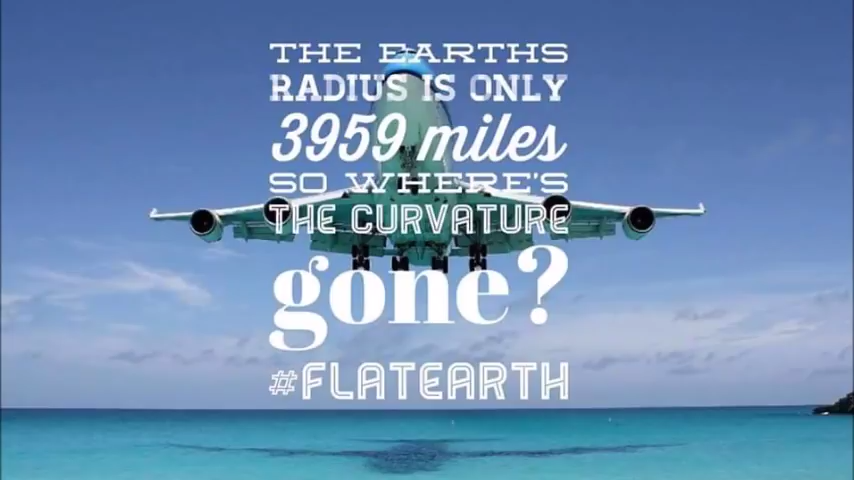 THE EARTHS
RADIUS IS ONLY
3959 miles
SO WHERE'S
THE CURVATURE
gone?
#FLATEARTH